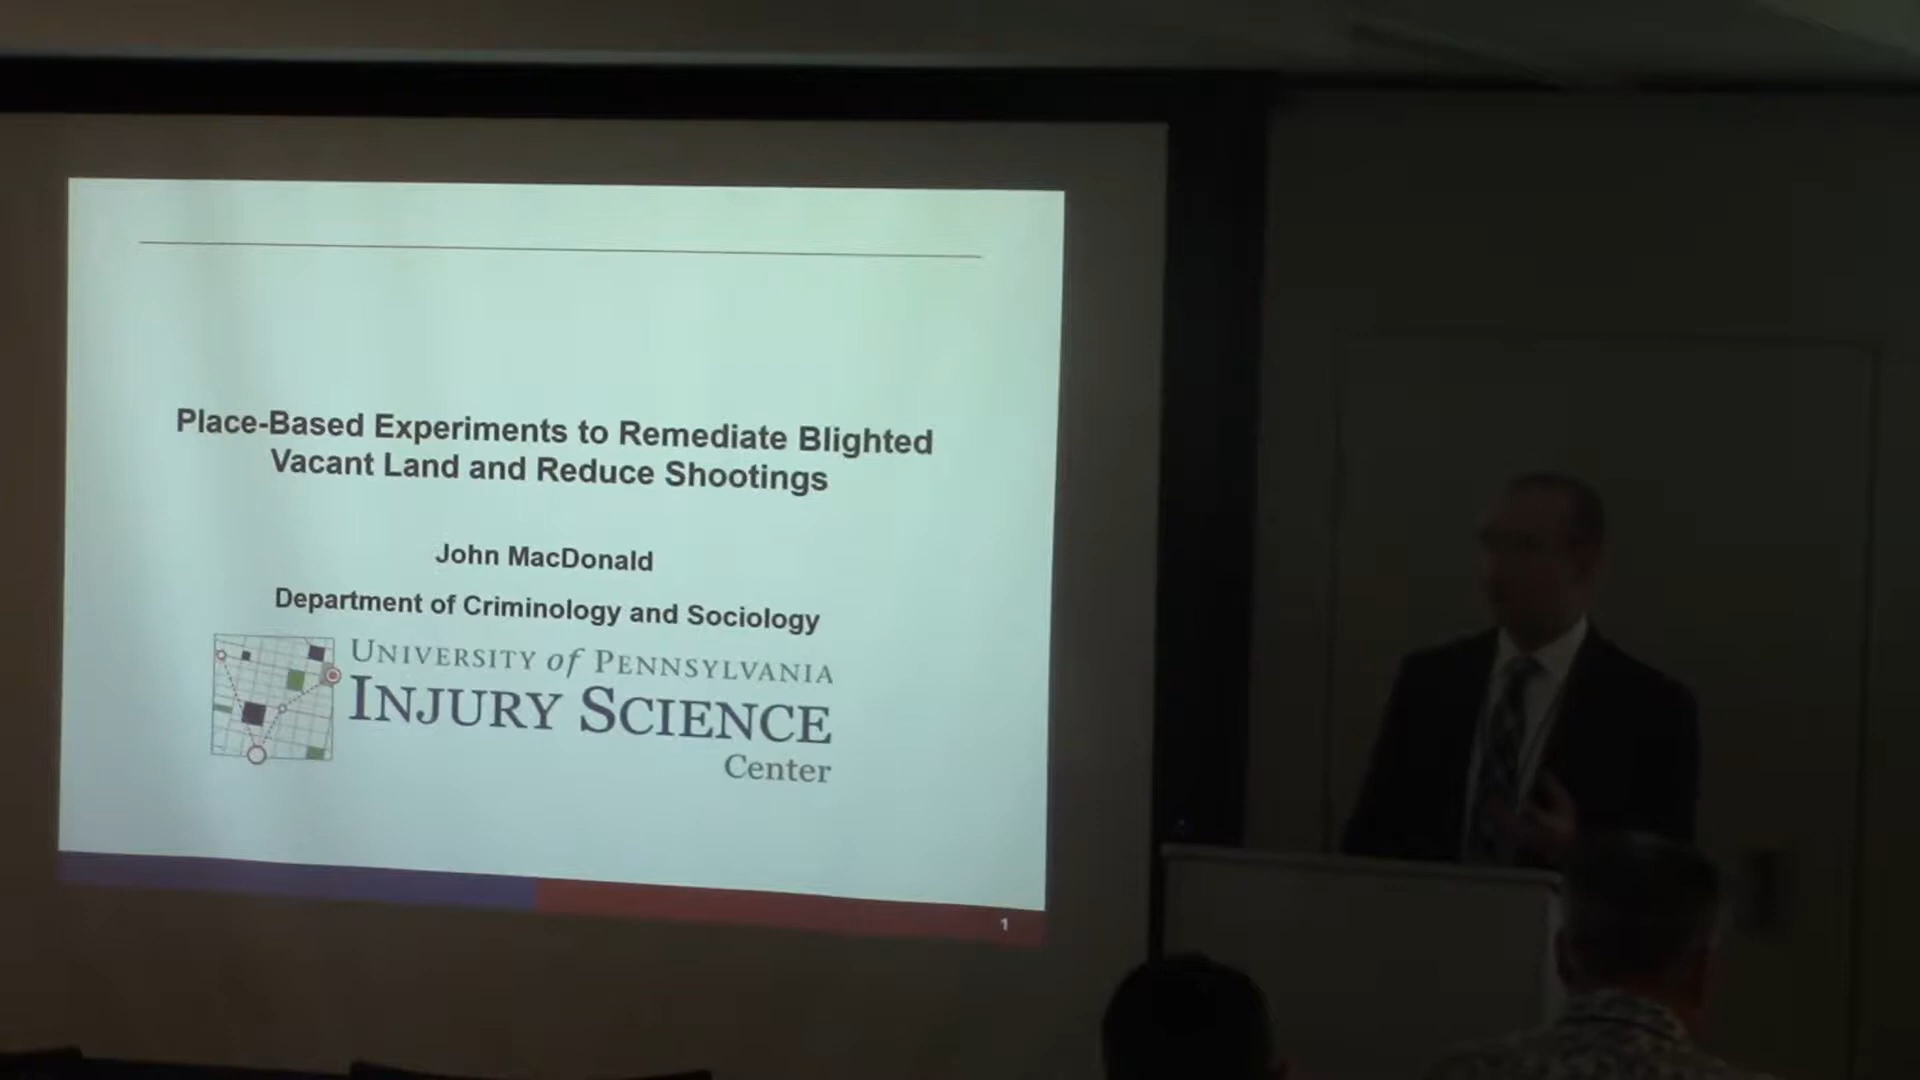 Place-Based Experiments to Remediate Blighted
Vacant Land and Reduce Shootings
John MacDonald
Department of Criminology and Sociology
UNIVERSITY of PENNSYLVANIA
INJURY SCIENCE
Center
1